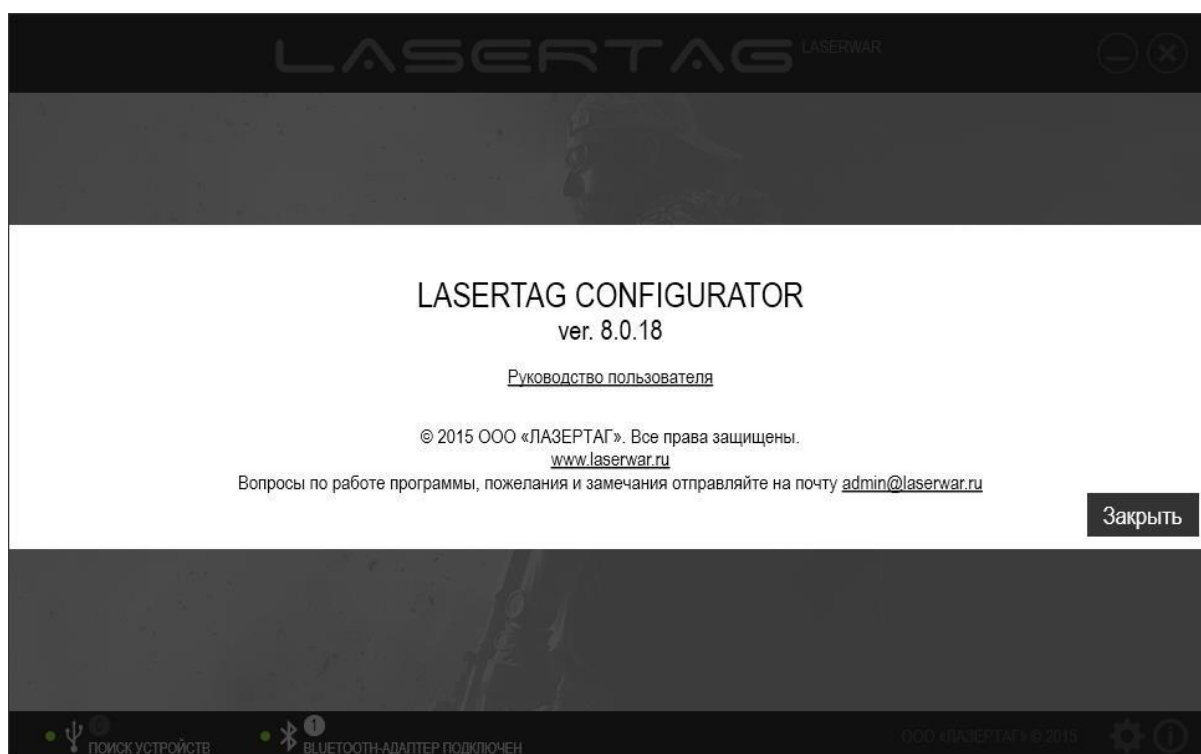 LASERTAG LASERWAR
LASERTAG CONFIGURATOR
ver. 8.0.18
Руководство пользователя
© 2015 ООО «ЛАЗЕРТАГ». Все права защищены.
www.laserwar.ru
Вопросы по работе программы, пожелания и замечания отправляйте на почту admin@laserwar.ru
Закрыть
ПОИСК УСТРОЙСТВ
1
BLUETOOTH-АДАПТЕР ПОДКЛЮЧЕН
ООО «ЛАЗЕРТАГ» © 2015